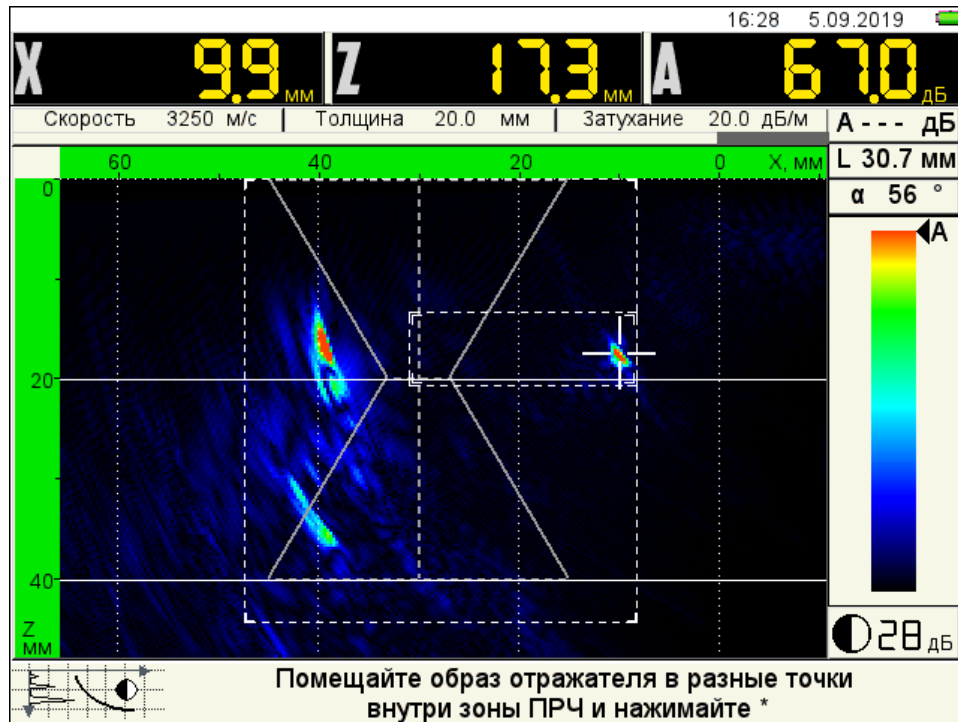 16:28 5.09.2019
X 9.9 мм Z 17.3 мм A 67.0 дБ
Скорость 3250 м/с Толщина 20.0 мм Затухание 20.0 дБ/м A - - - дБ
60 40 20 0 X, мм
L 30.7 мм
α 56 °
0
A
20
40
Z
мм
28 дБ
Помещайте образ отражателя в разные точки
внутри зоны ПРЧ и нажимайте *